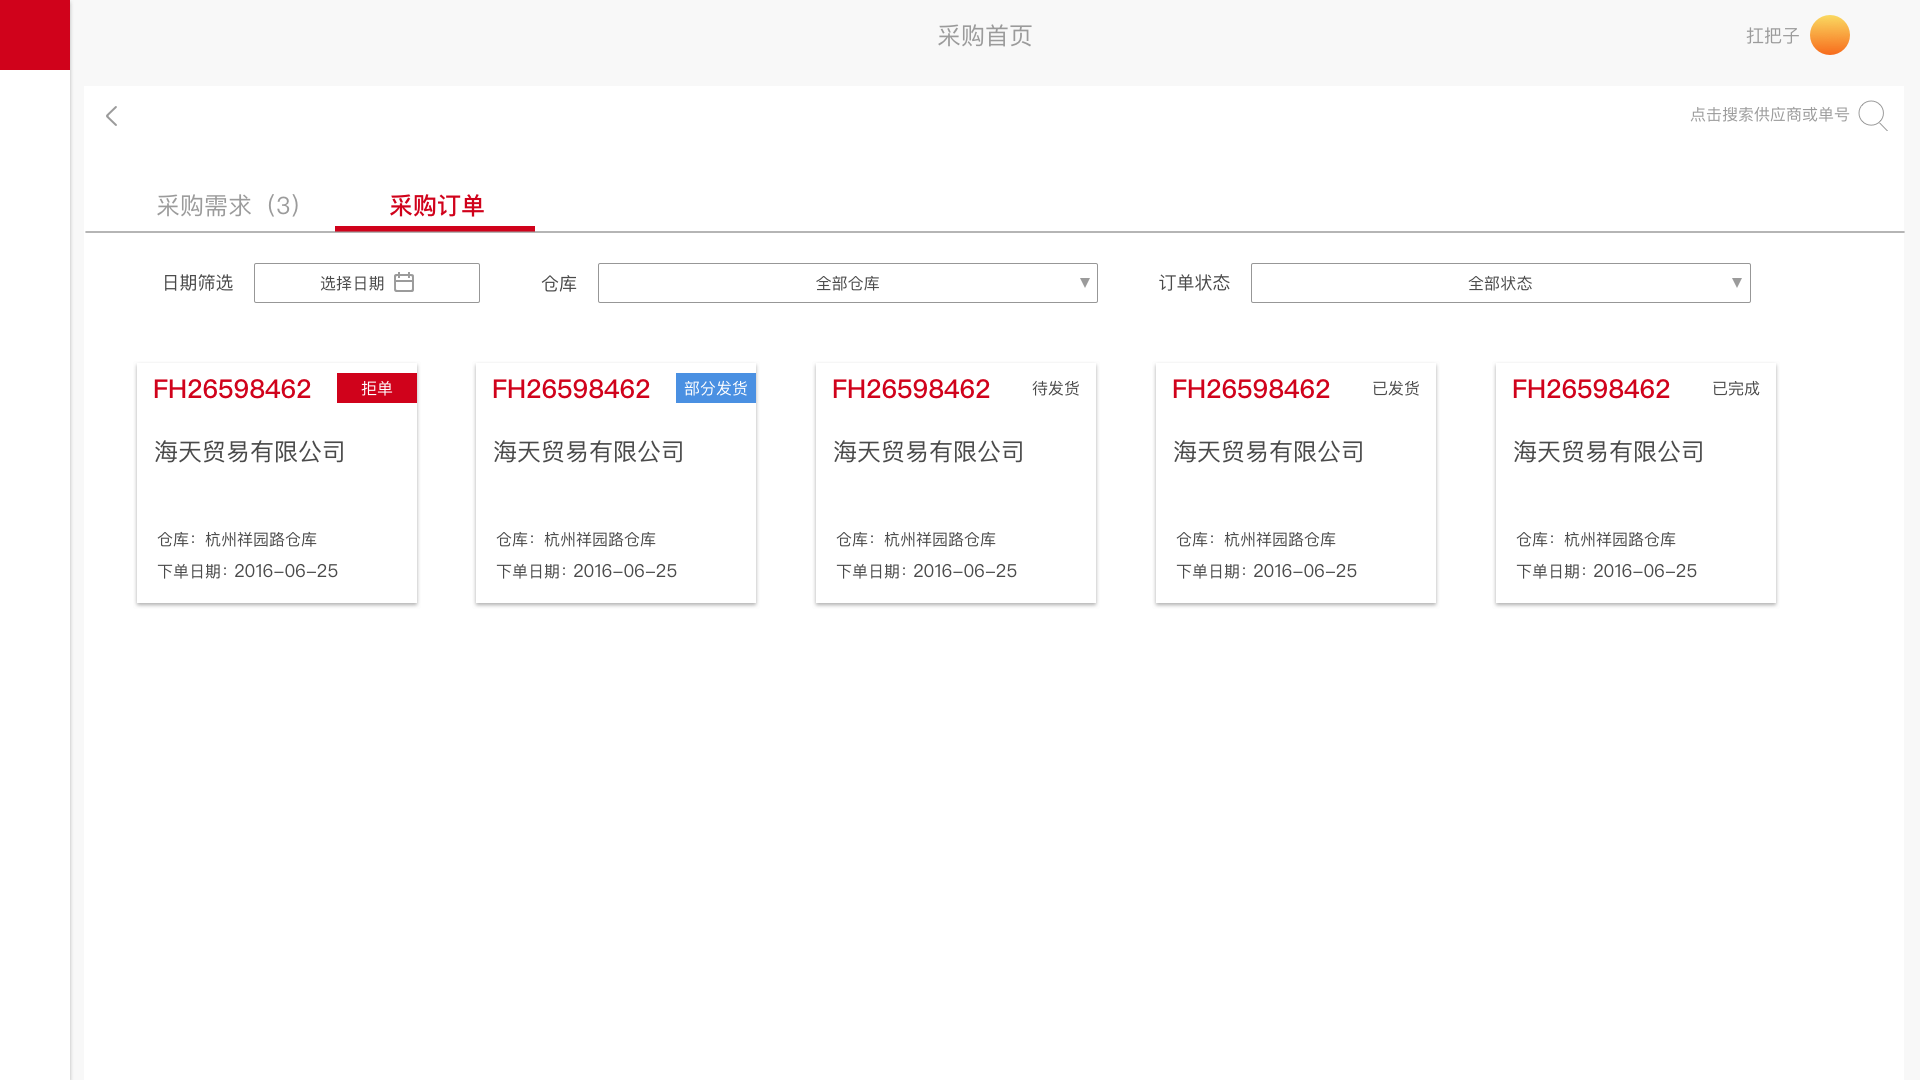 采购首页
扛把子
点击搜索供应商或单号
采购需求（3）
采购订单
日期筛选
选择日期
仓库
全部仓库
订单状态
全部状态
FH26598462
拒单
海天贸易有限公司
仓库：杭州祥园路仓库
下单日期：2016-06-25
FH26598462
部分发货
海天贸易有限公司
仓库：杭州祥园路仓库
下单日期：2016-06-25
FH26598462
待发货
海天贸易有限公司
仓库：杭州祥园路仓库
下单日期：2016-06-25
FH26598462
已发货
海天贸易有限公司
仓库：杭州祥园路仓库
下单日期：2016-06-25
FH26598462
已完成
海天贸易有限公司
仓库：杭州祥园路仓库
下单日期：2016-06-25